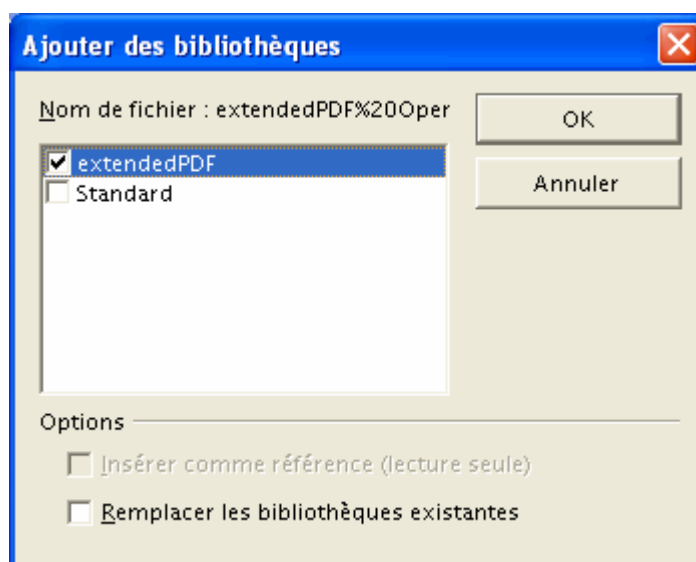 Ajouter des bibliothèques
Nom de fichier : extendedPDF%20Oper
OK
extendedPDF
Standard
Annuler
Options
Insérer comme référence (lecture seule)
Remplacer les bibliothèques existantes